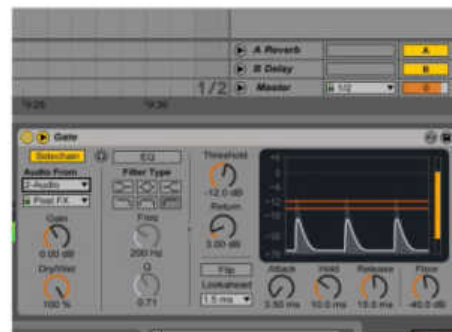 A Reverb A
B Delay B
1/2 Master 1/2 0
Gate
Sidechain EQ Threshold
Audio From Filter Type
2-Audio -12.0 dB
Post FX Return
Gain Freq 3.00 dB
0.00 dB 200 Hz Flip Attack Hold Release Floor
Dry/Wet Q Lookahead
100 % 0.71 1.5 ms 3.50 ms 10.0 ms 15.0 ms -40.0 dB